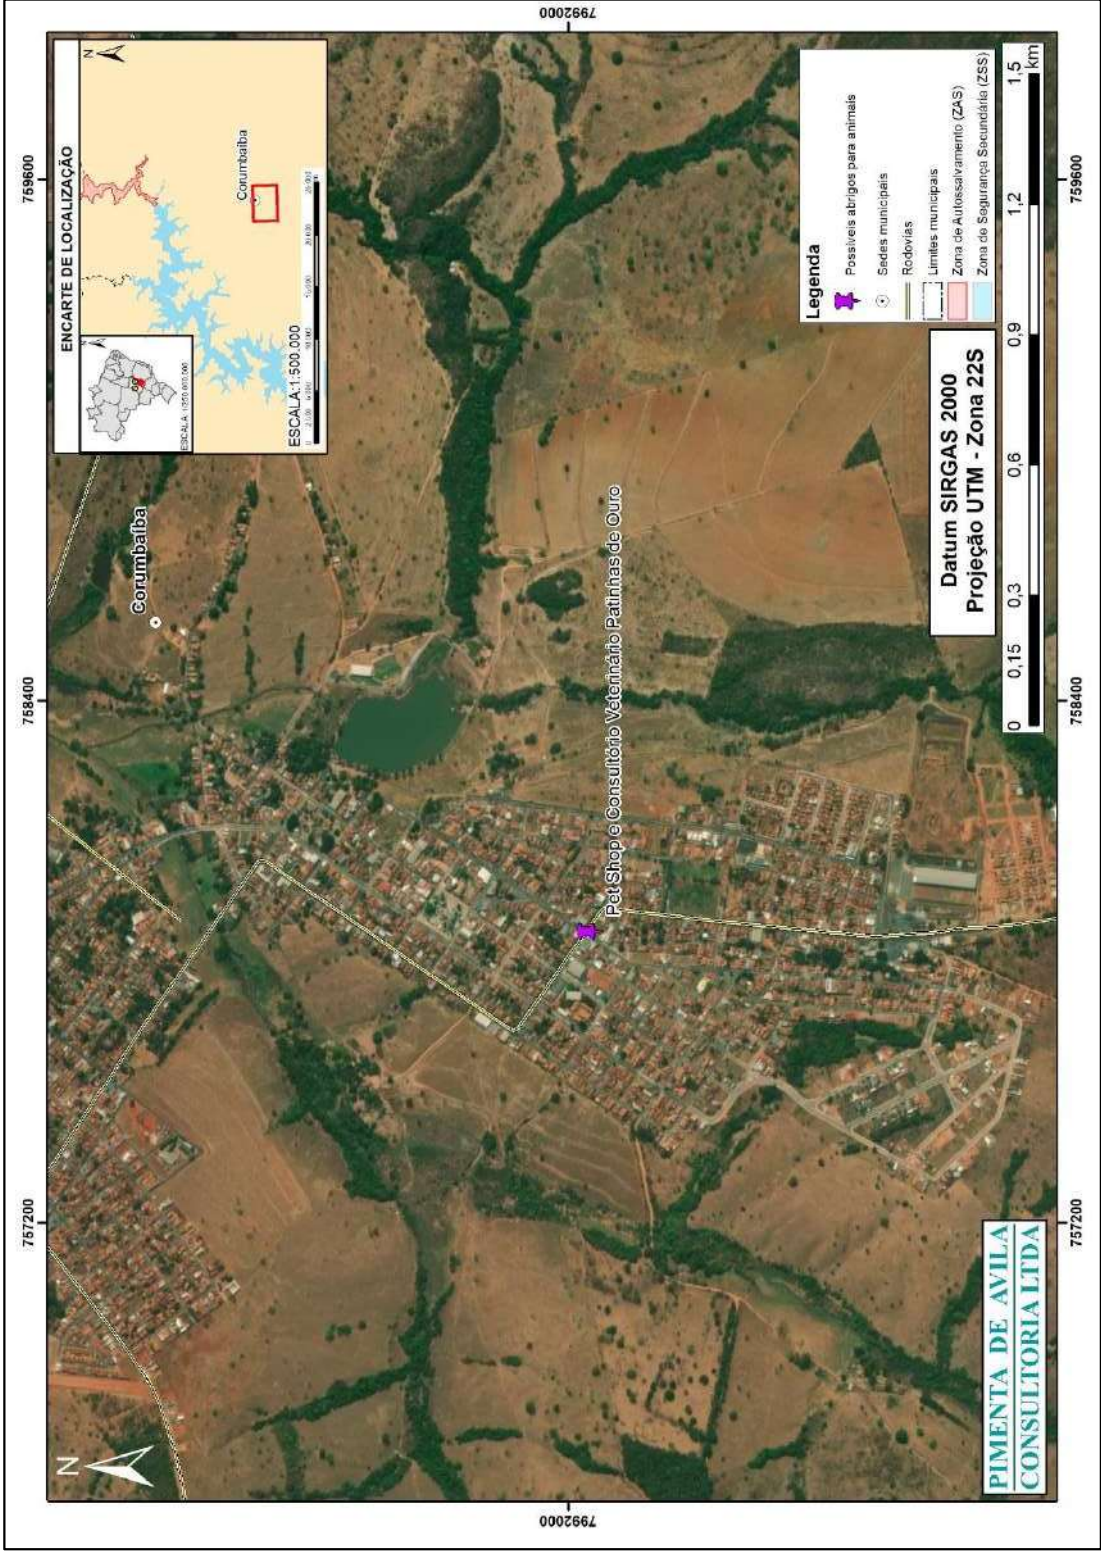 7992000
759600
758400
757200
ENCARTE DE LOCALIZAÇÃO
N
Corumbaíba
ESCALA:1:500.000
N
GO
Corumbaíba
Pet Shop e Consultório Veterinário Patinhas de Ouro
Legenda
Possíveis abrigos para animais
Sedes municipais
Rodovias
Limites municipais
Zona de Autossalvamento (ZAS)
Zona de Segurança Secundária (ZSS)
Datum SIRGAS 2000
Projeção UTM - Zona 22S
0 0,15 0,3 0,6 0,9 1,2 1,5
km
N
PIMENTA DE AVILA
CONSULTORIA LTDA
757200
758400
759600
7992000